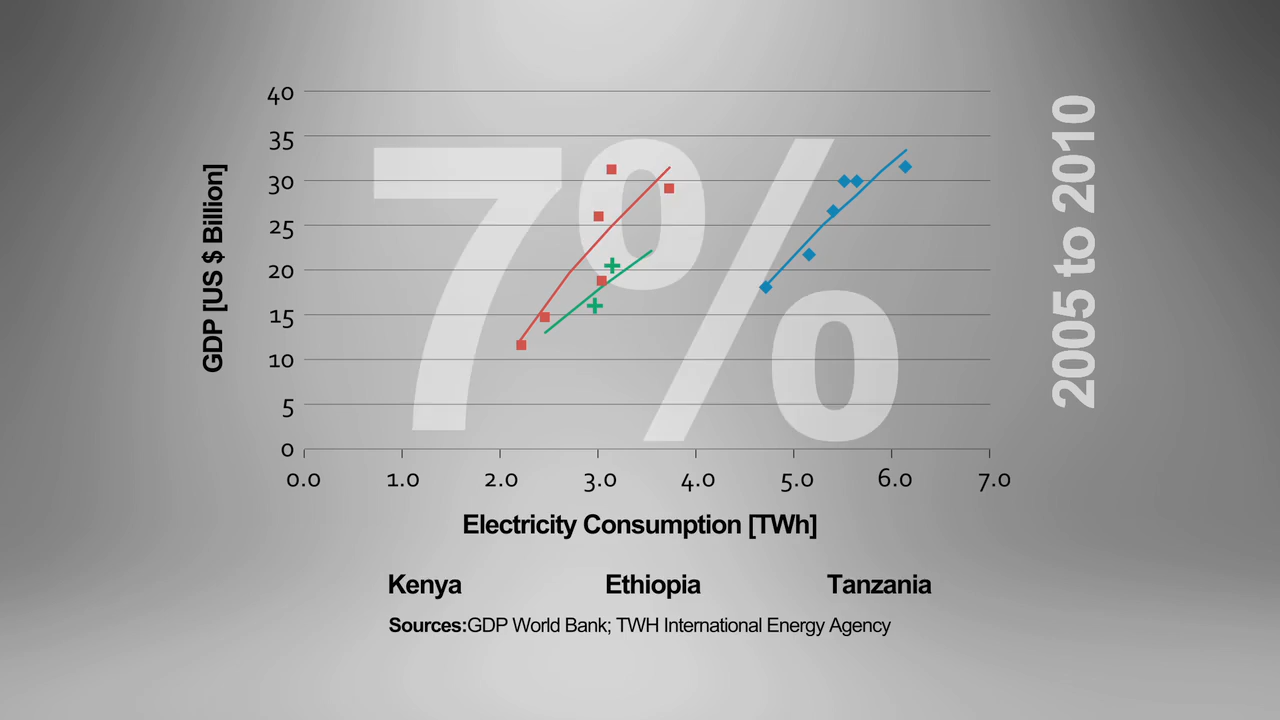 40
35
30
25
20
15
10
5
0
GDP [US $ Billion]
7%
2005 to 2010
0.0 1.0 2.0 3.0 4.0 5.0 6.0 7.0
Electricity Consumption [TWh]
Kenya Ethiopia Tanzania
Sources:GDP World Bank; TWH International Energy Agency